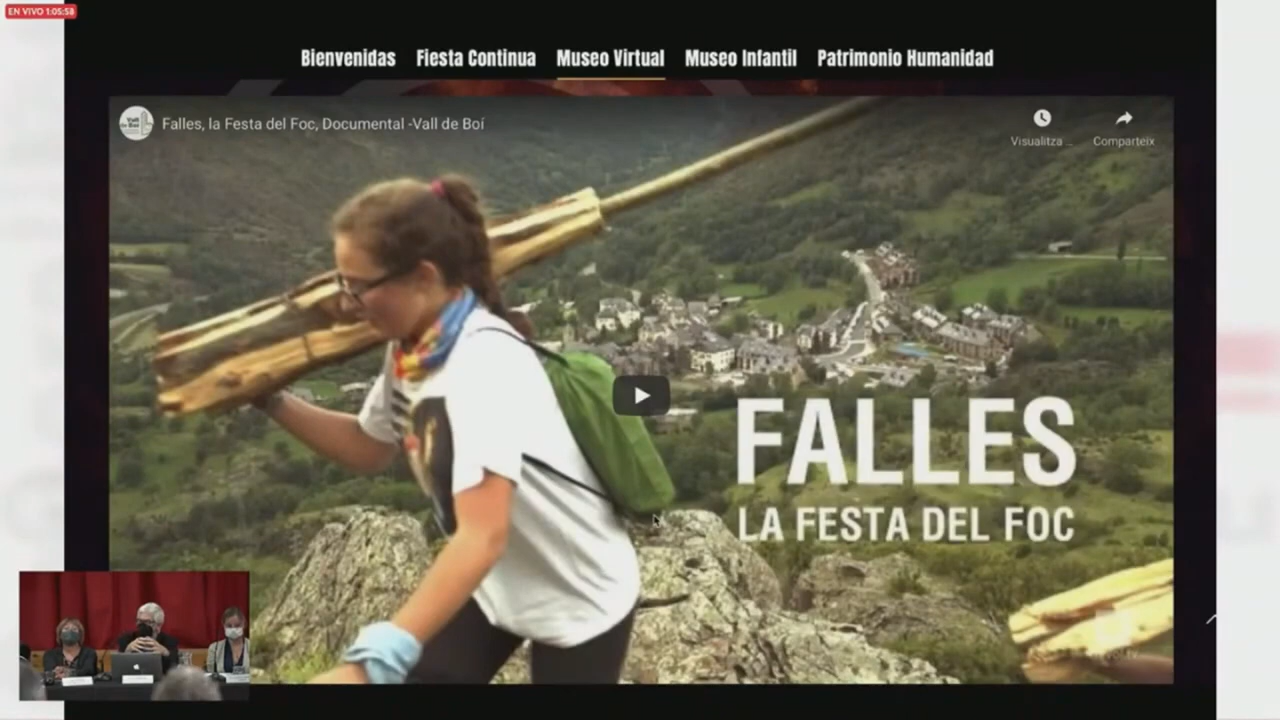 EN VIVO 1:05:58
Bienvenidas Fiesta Continua Museo Virtual Museo Infantil Patrimonio Humanidad
Falles, la Festa del Foc, Documental -Vall de Boí
Visualitza ... Comparteix
FALLES
LA FESTA DEL FOC